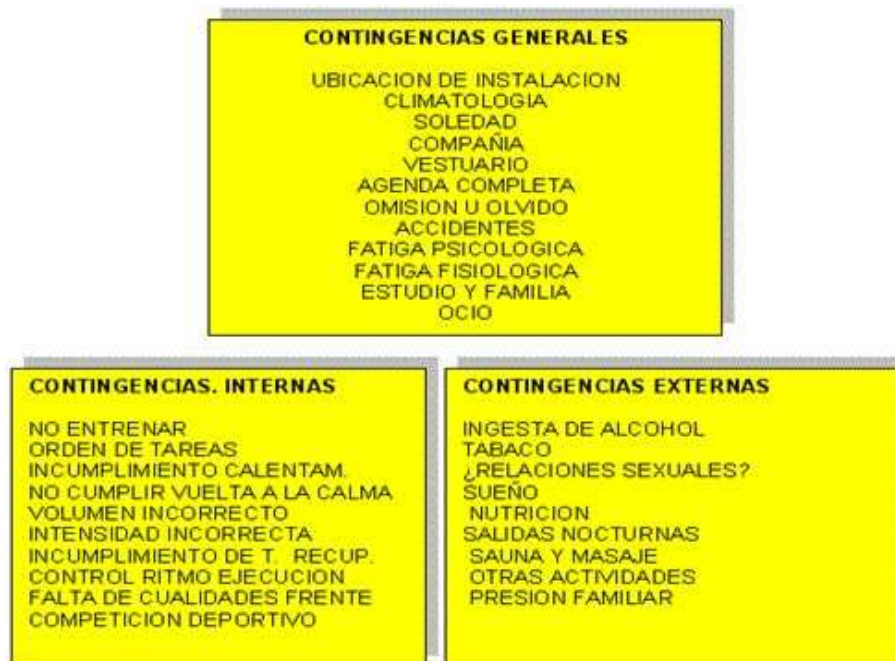 CONTINGENCIAS GENERALES
UBICACION DE INSTALACION
CLIMATOLOGIA
SOLEDAD
COMPAÑIA
VESTUARIO
AGENDA COMPLETA
OMISION U OLVIDO
ACCIDENTES
FATIGA PSICOLOGICA
FATIGA FISIOLOGICA
ESTUDIO Y FAMILIA
OCIO
CONTINGENCIAS. INTERNAS
NO ENTRENAR
ORDEN DE TAREAS
INCUMPLIMIENTO CALENTAM.
NO CUMPLIR VUELTA A LA CALMA
VOLUMEN INCORRECTO
INTENSIDAD INCORRECTA
INCUMPLIMIENTO DE T. RECUP.
CONTROL RITMO EJECUCION
FALTA DE CUALIDADES FRENTE
COMPETICION DEPORTIVO
CONTINGENCIAS EXTERNAS
INGESTA DE ALCOHOL
TABACO
¿RELACIONES SEXUALES?
SUEÑO
NUTRICION
SALIDAS NOCTURNAS
SAUNA Y MASAJE
OTRAS ACTIVIDADES
PRESION FAMILIAR